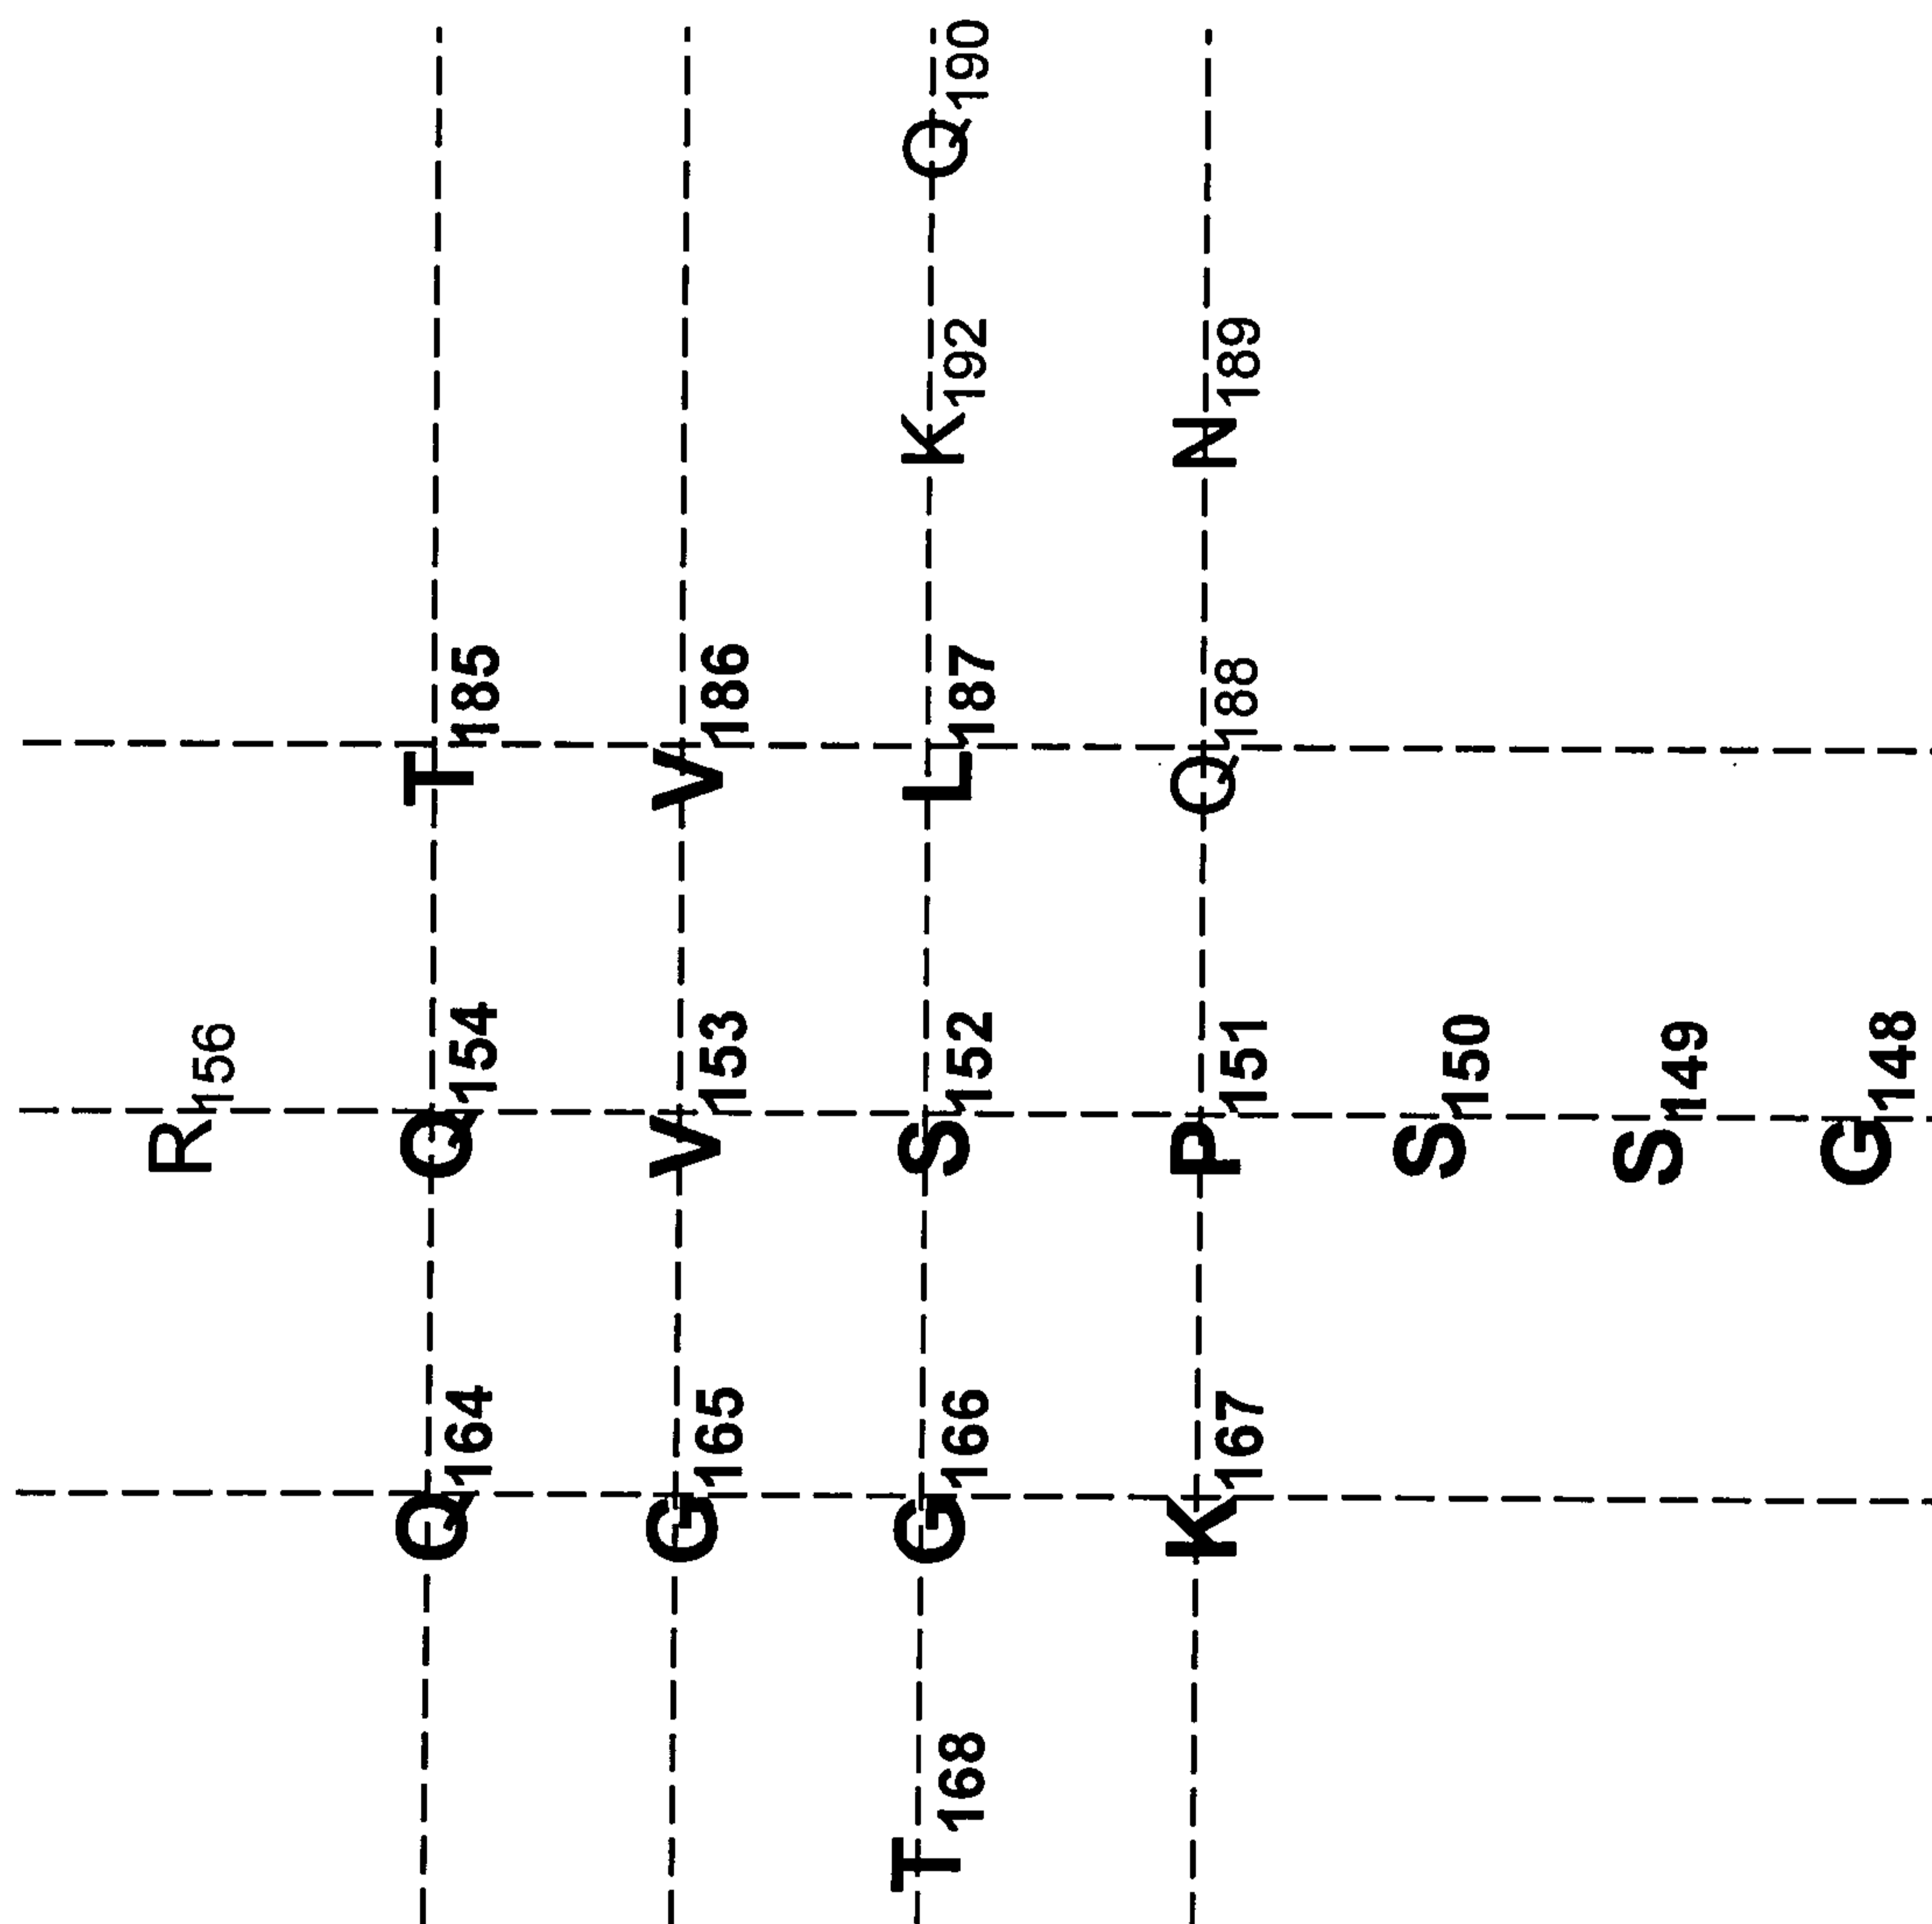 R156
Q164 Q154 T185
G165 V153 V186
T168 G166 S152 L187 K192 Q190
K167 P151 Q188 N189
S150
S149
G148